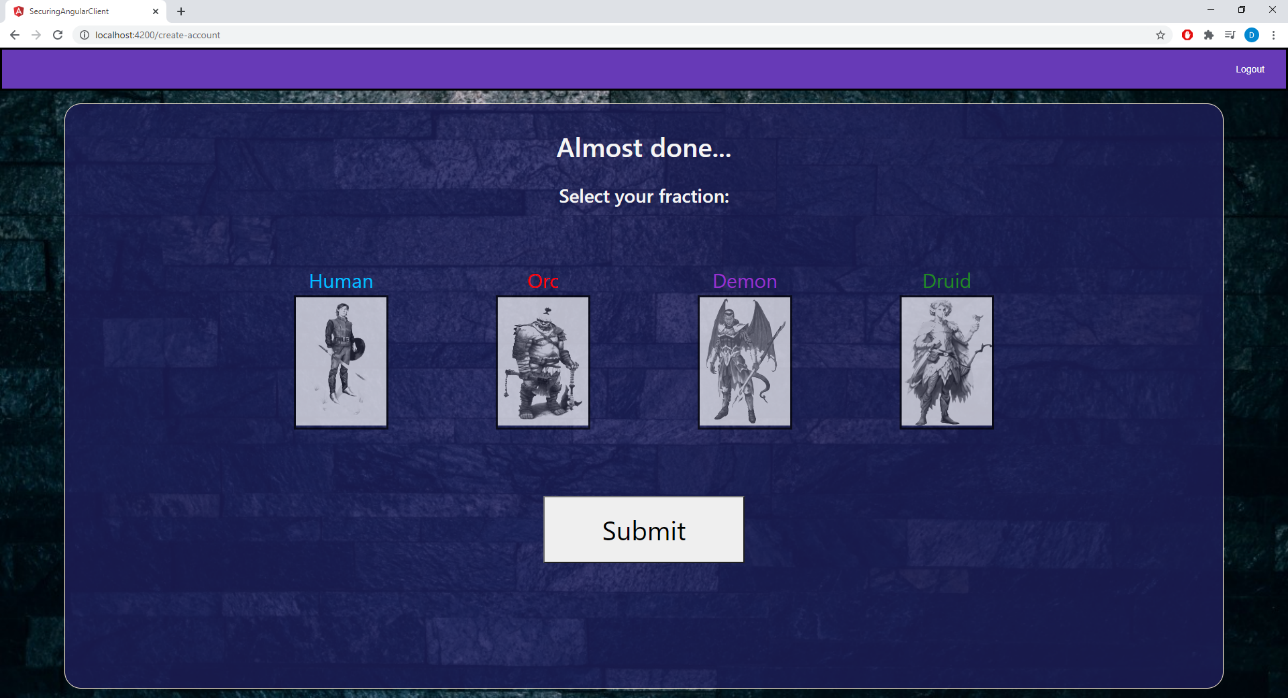 SecuringAngularClient
localhost:4200/create-account
D
Logout
Almost done...
Select your fraction:
Human Orc Demon Druid
Submit